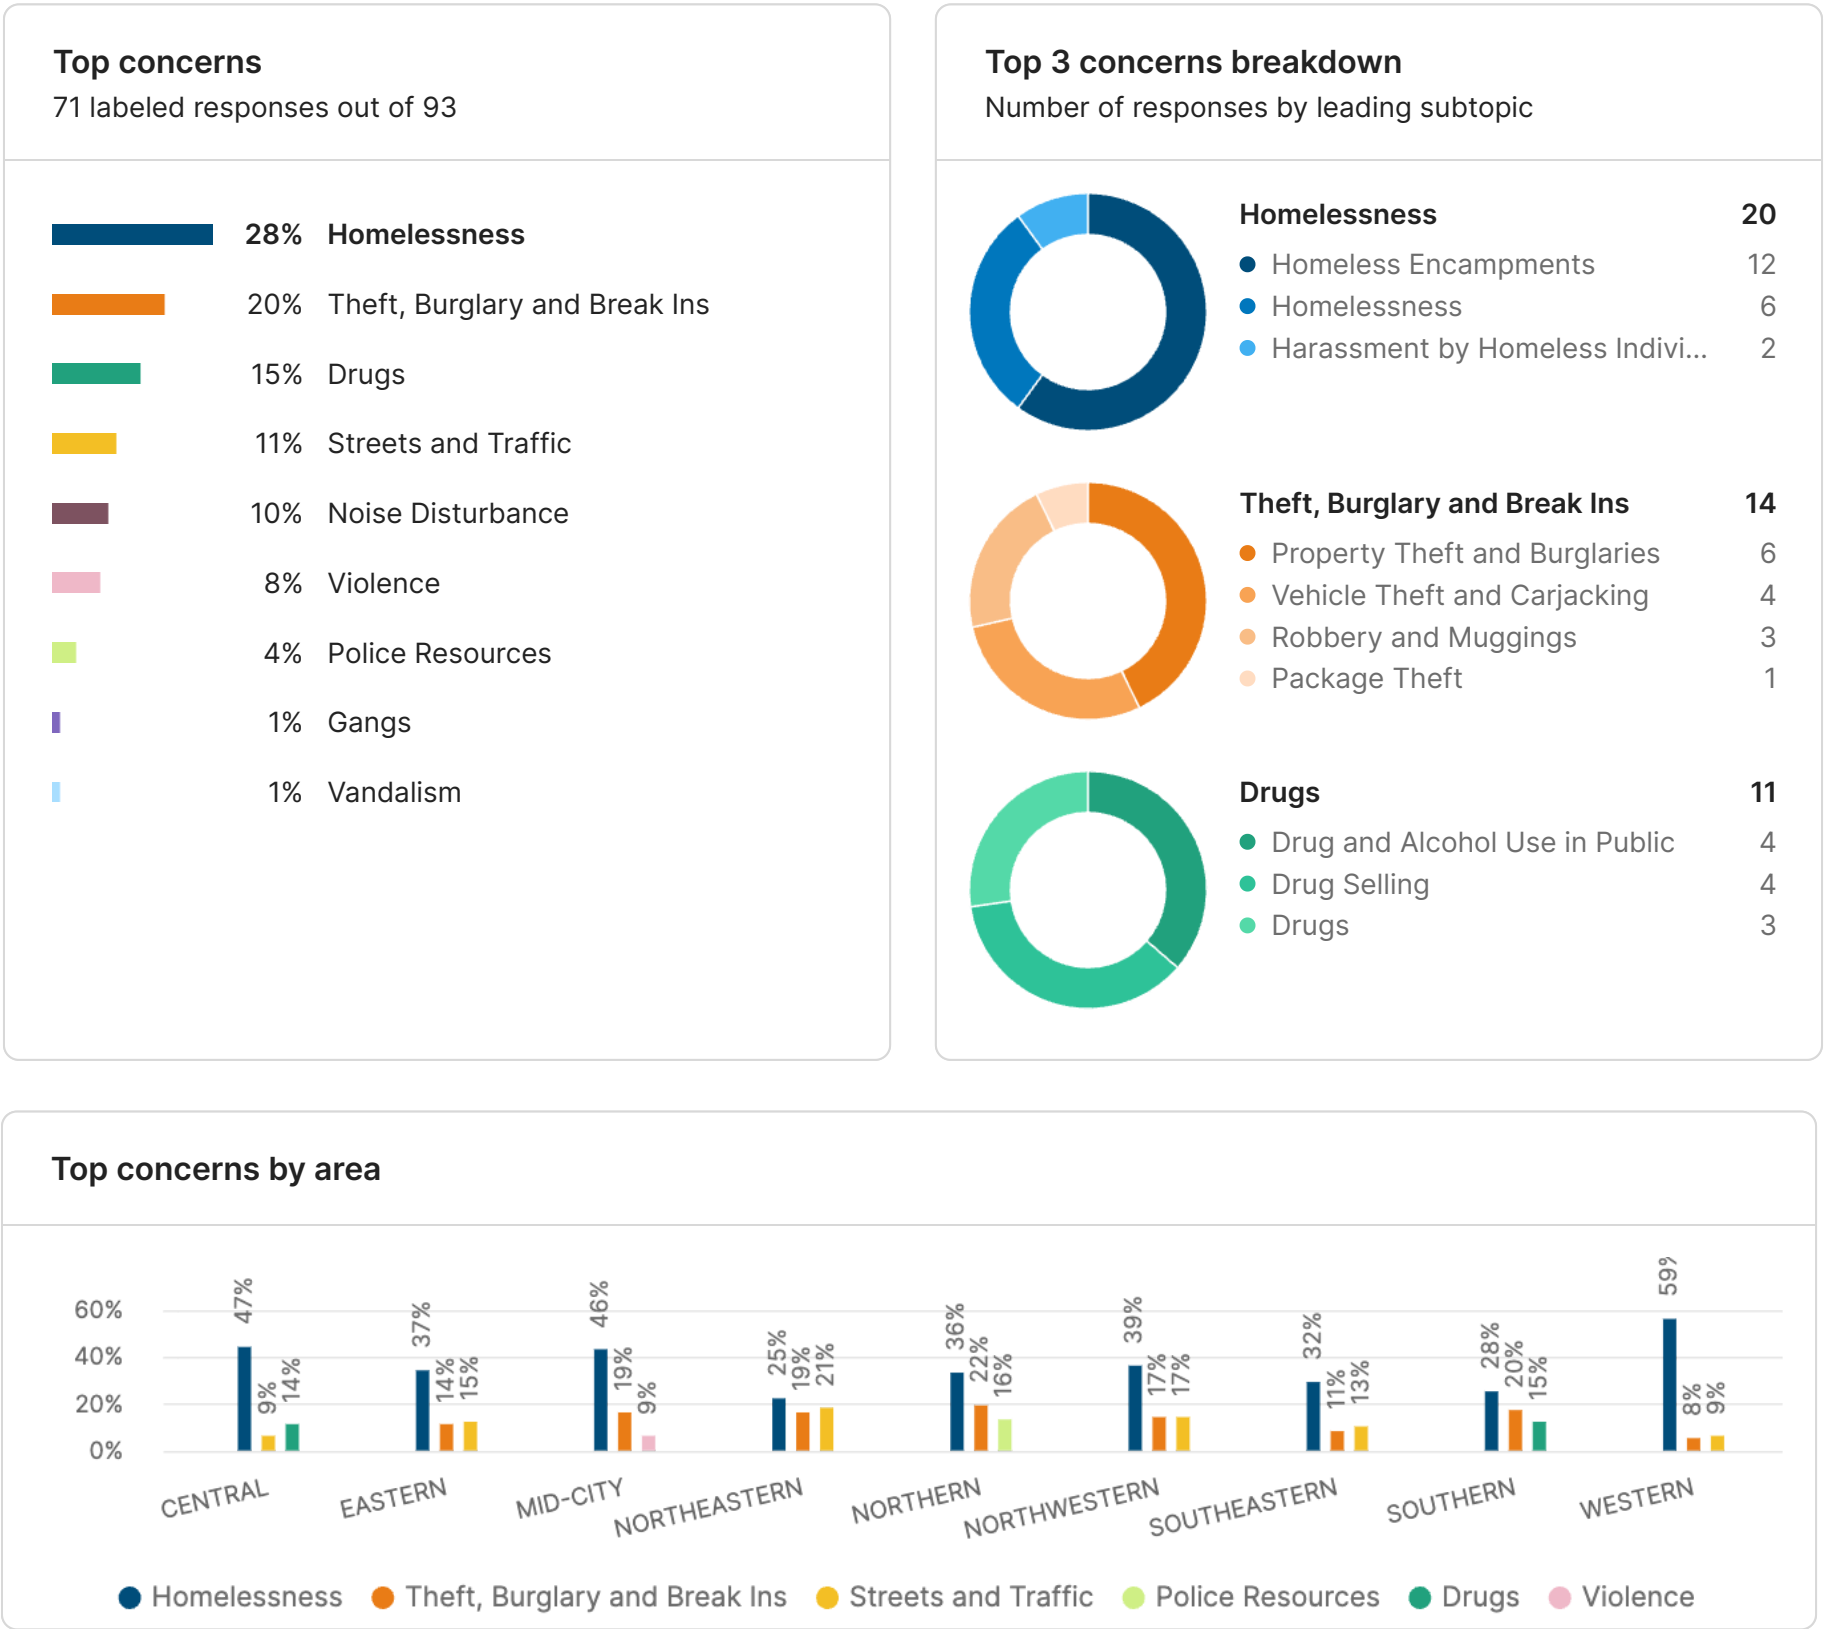 Top concerns
71 labeled responses out of 93
28% Homelessness
20% Theft, Burglary and Break Ins
15% Drugs
11% Streets and Traffic
10% Noise Disturbance
8% Violence
4% Police Resources
1% Gangs
1% Vandalism
Top 3 concerns breakdown
Number of responses by leading subtopic
Homelessness 20
Homeless Encampments 12
Homelessness 6
Harassment by Homeless Indivi... 2
Theft, Burglary and Break Ins 14
Property Theft and Burglaries 6
Vehicle Theft and Carjacking 4
Robbery and Muggings 3
Package Theft 1
Drugs 11
Drug and Alcohol Use in Public 4
Drug Selling 4
Drugs 3
Top concerns by area
60%
40%
20%
0%
47% 9% 14%
37% 14% 15%
46% 19% 9%
25% 19% 21%
36% 22% 16%
39% 17% 17%
32% 11% 13%
28% 20% 15%
59% 8% 9%
CENTRAL EASTERN MID-CITY NORTHEASTERN NORTHERN NORTHWESTERN SOUTHEASTERN SOUTHERN WESTERN
Homelessness Theft, Burglary and Break Ins Streets and Traffic Police Resources Drugs Violence